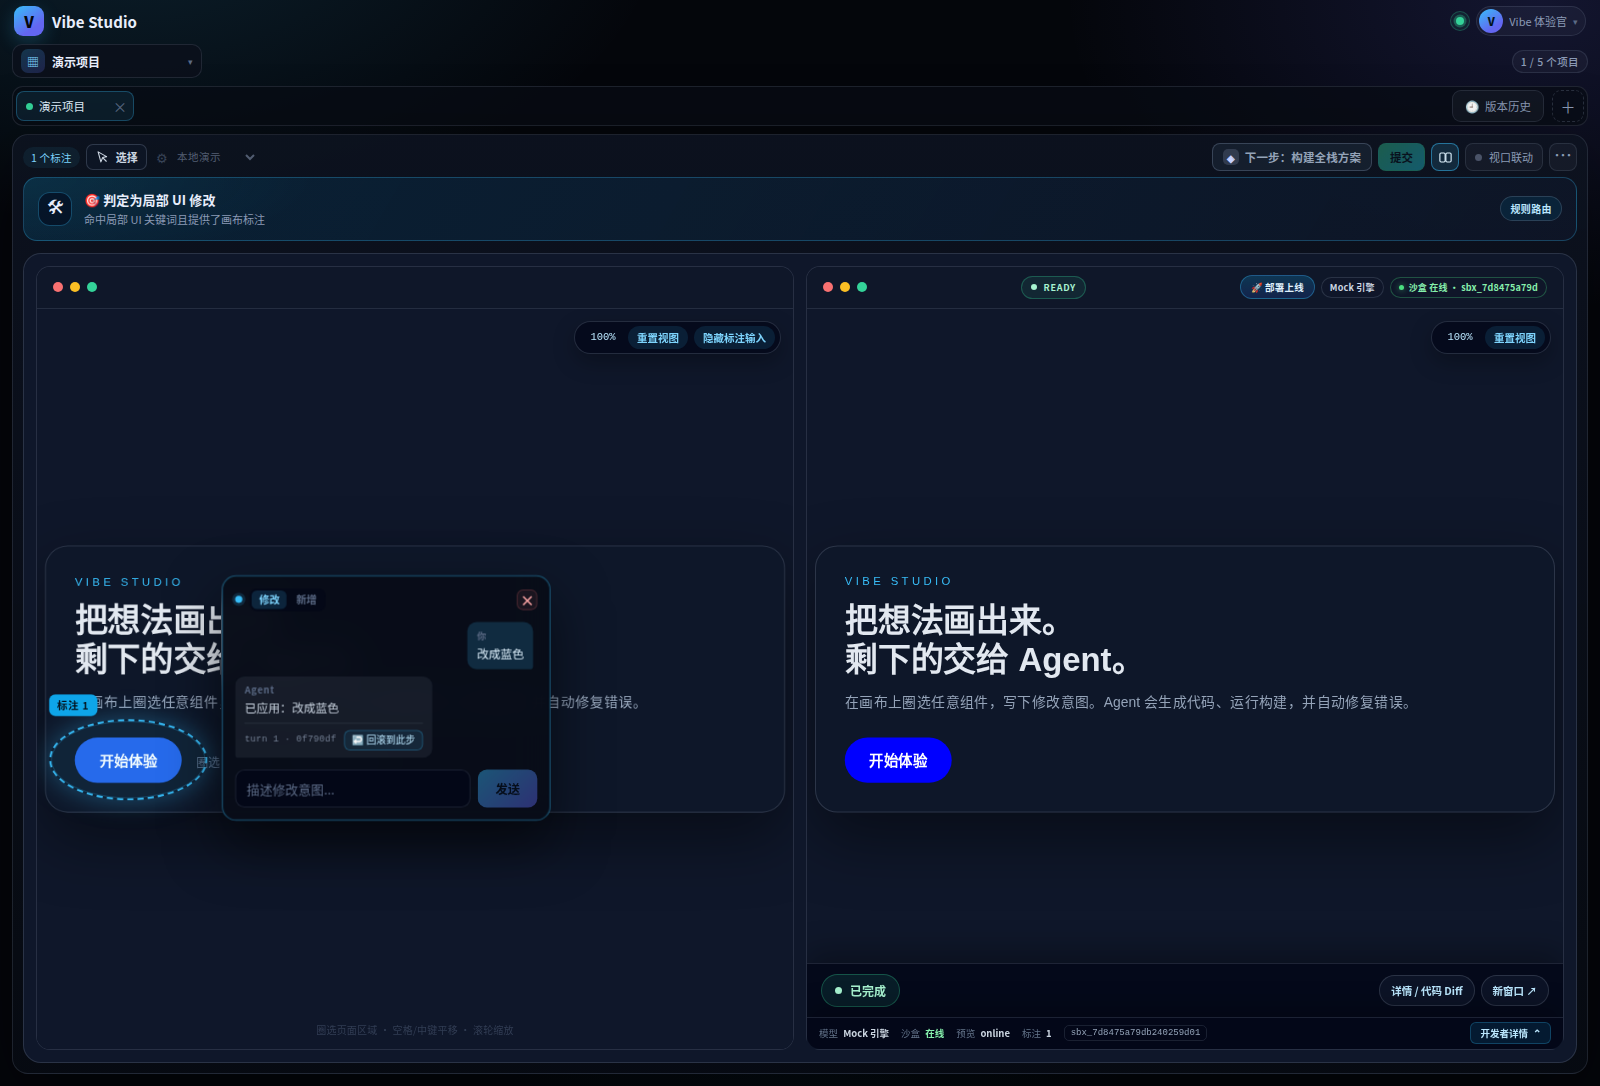 V Vibe Studio
V Vibe 体验官
演示项目
1 / 5 个项目
演示项目
版本历史
1 个标注
选择
本地演示
下一步：构建全栈方案
提交
视口联动
判定为局部 UI 修改
命中局部 UI 关键词且提供了画布标注
规则路由
READY
部署上线
Mock 引擎
沙盒 在线 · sbx_7d8475a79d
100%
重置视图
隐藏标注输入
100%
重置视图
VIBE STUDIO
把想法画出
剩下的交给
画布上圈选任意组件,
自动修复错误。
标注 1
开始体验
圈选
修改
新增
你
改成蓝色
Agent
已应用：改成蓝色
turn 1 · 0f790df
回滚到此步
描述修改意图...
发送
圈选页面区域 · 空格/中键平移 · 滚轮缩放
VIBE STUDIO
把想法画出来。
剩下的交给 Agent。
在画布上圈选任意组件，写下修改意图。Agent 会生成代码、运行构建，并自动修复错误。
开始体验
已完成
详情 / 代码 Diff
新窗口 ↗
模型 Mock 引擎
沙盒 在线
预览 online
标注 1
sbx_7d8475a79db240259d01
开发者详情